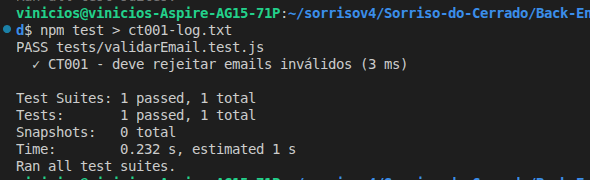 vinicios@vinicios-Aspire-AG15-71P:~/sorrisov4/Sorriso-do-Cerrado/Back-En
d$ npm test > ct001-log.txt
PASS tests/validarEmail.test.js
✓ CT001 - deve rejeitar emails inválidos (3 ms)
Test Suites: 1 passed, 1 total
Tests:       1 passed, 1 total
Snapshots:   0 total
Time:        0.232 s, estimated 1 s
Ran all test suites.